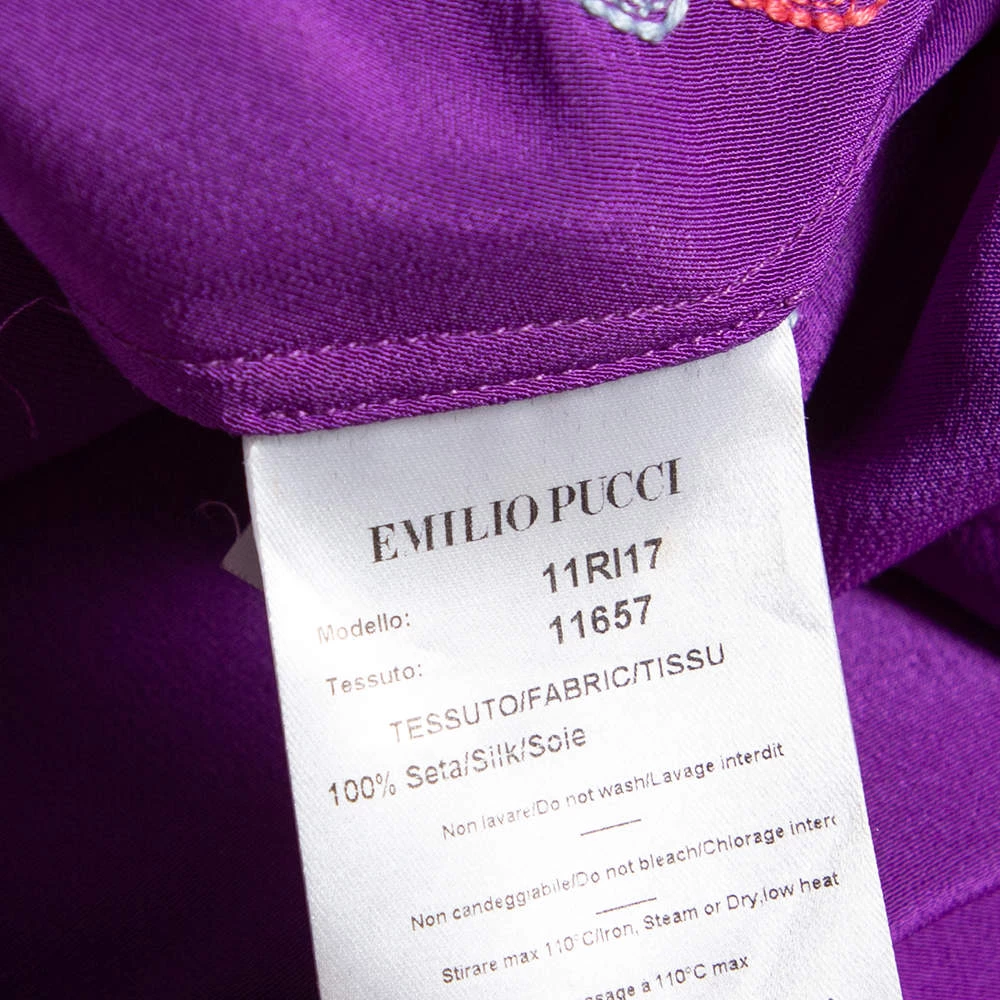 EMILIO PUCCI
Modello: 11RI17
Tessuto: 11657
TESSUTO/FABRIC/TISSU
100% Seta/Silk/Soie
Non lavare/Do not wash/Lavage interdit
Non candeggiabile/Do not bleach/Chlorage
Stirare max 110°C/Iron, Steam or Dry,low heat
a 110°C max